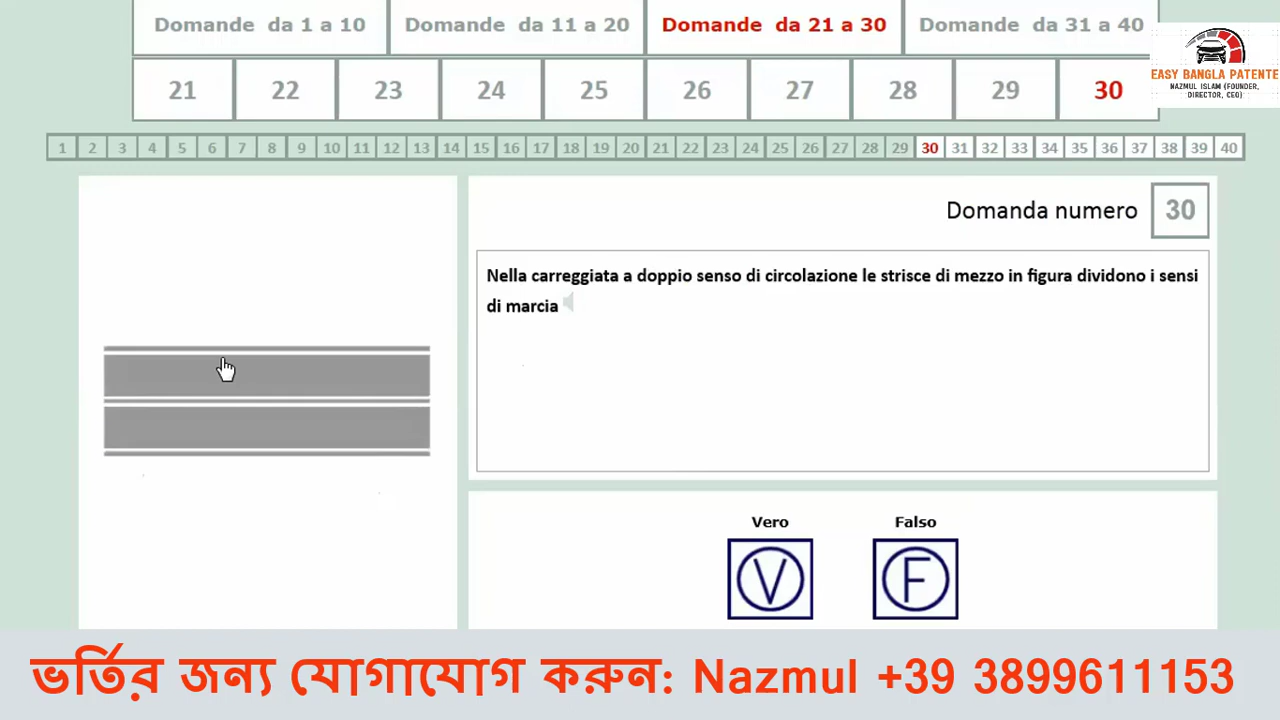 Domande da 1 a 10
Domande da 11 a 20
Domande da 21 a 30
Domande da 31 a 40
EASY BANGLA PATENTE
NAZMUL ISLAM (FOUNDER,
DIRECTOR, CEO)
21 22 23 24 25 26 27 28 29 30
1 2 3 4 5 6 7 8 9 10 11 12 13 14 15 16 17 18 19 20 21 22 23 24 25 26 27 28 29 30 31 32 33 34 35 36 37 38 39 40
Domanda numero 30
Nella carreggiata a doppio senso di circolazione le strisce di mezzo in figura dividono i sensi
di marcia
Vero Falso
V F
ভর্তির জন্য যোগাযোগ করুন: Nazmul +39 3899611153